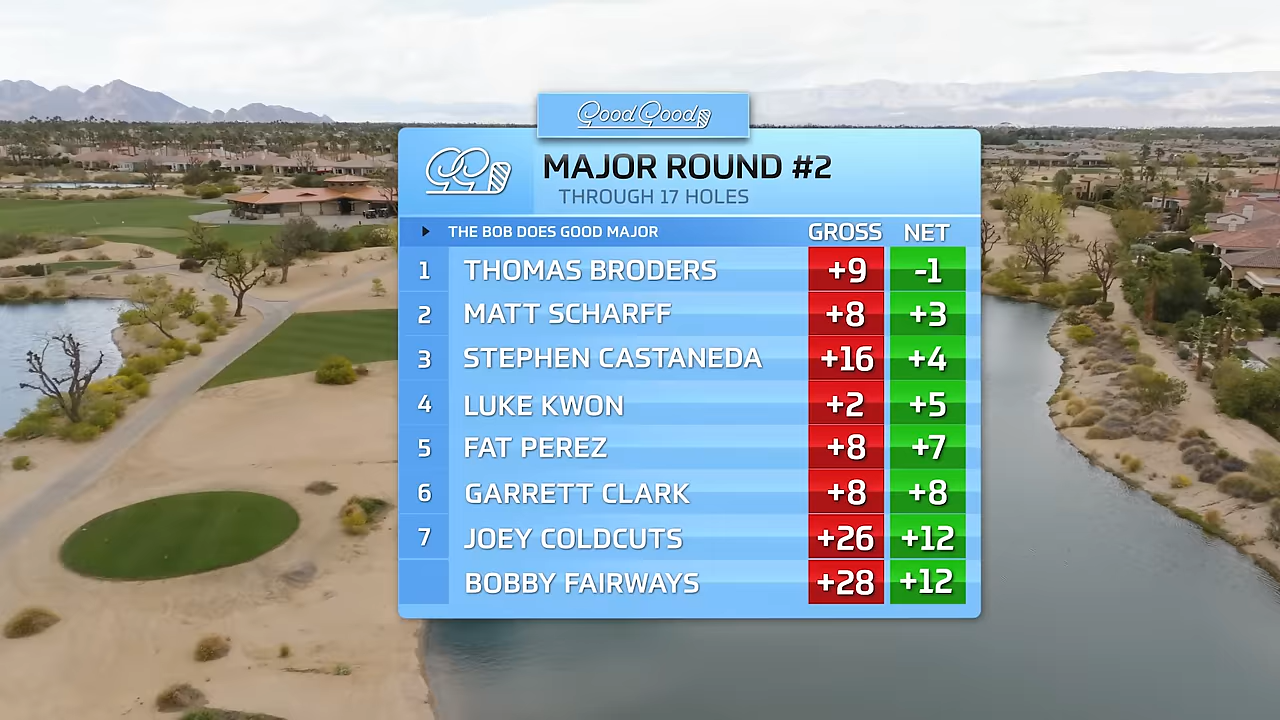 Good Good
GG
MAJOR ROUND #2
THROUGH 17 HOLES
THE BOB DOES GOOD MAJOR GROSS NET
1 THOMAS BRODERS +9 -1
2 MATT SCHARFF +8 +3
3 STEPHEN CASTANEDA +16 +4
4 LUKE KWON +2 +5
5 FAT PEREZ +8 +7
6 GARRETT CLARK +8 +8
7 JOEY COLDCUTS +26 +12
BOBBY FAIRWAYS +28 +12